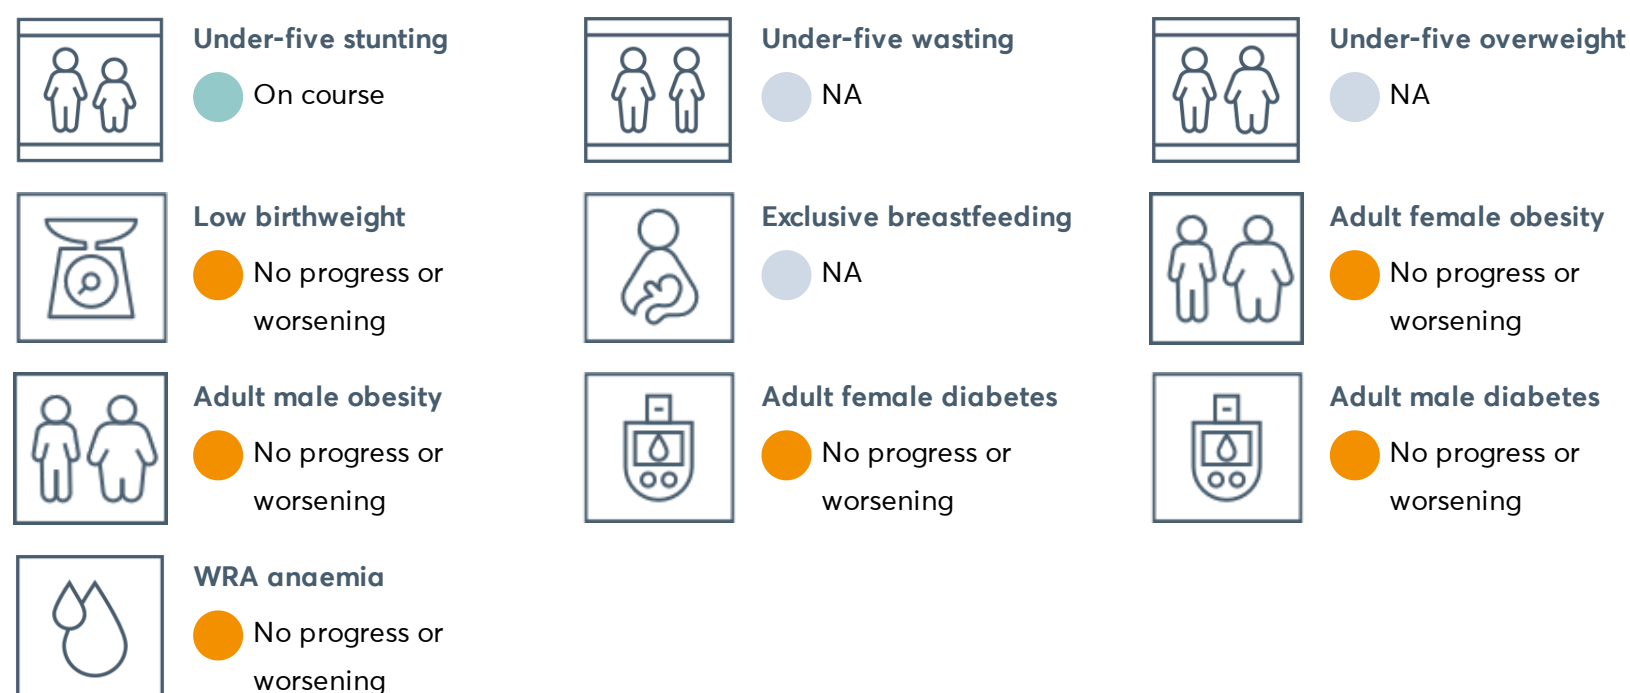 Under-five stunting
On course
Under-five wasting
NA
Under-five overweight
NA
Low birthweight
No progress or
worsening
Exclusive breastfeeding
NA
Adult female obesity
No progress or
worsening
Adult male obesity
No progress or
worsening
Adult female diabetes
No progress or
worsening
Adult male diabetes
No progress or
worsening
WRA anaemia
No progress or
worsening